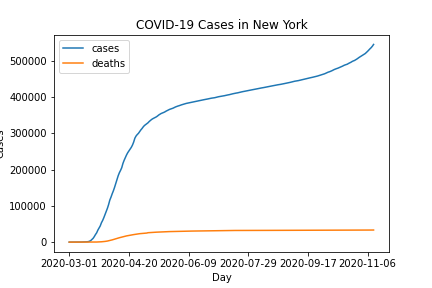 COVID-19 Cases in New York
cases
deaths
500000
400000
300000
200000
100000
0
cases
2020-03-01 2020-04-20 2020-06-09 2020-07-29 2020-09-17 2020-11-06
Day